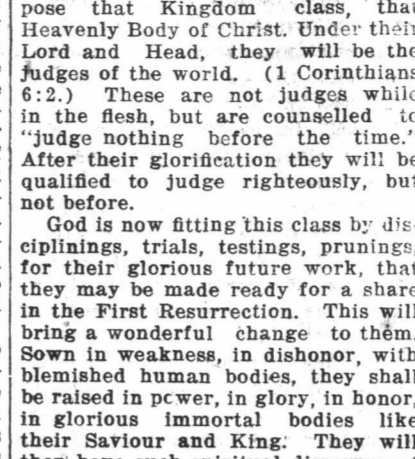 pose that Kingdom class, that
Heavenly Body of Christ. Under their
Lord and Head, they will be the
judges of the world. (1 Corinthians
6:2.) These are not judges while
in the flesh, but are counselled to
"judge nothing before the time."
After their glorification they will be
qualified to judge righteously, but
not before.
God is now fitting this class by dis-
ciplinings, trials, testings, prunings,
for their glorious future work, that
they may be made ready for a share
in the First Resurrection. This will
bring a wonderful change to them.
Sown in weakness, in dishonor, with
blemished human bodies, they shall
be raised in pcwer, in glory, in honor,
in glorious immortal bodies like
their Saviour and King. They will